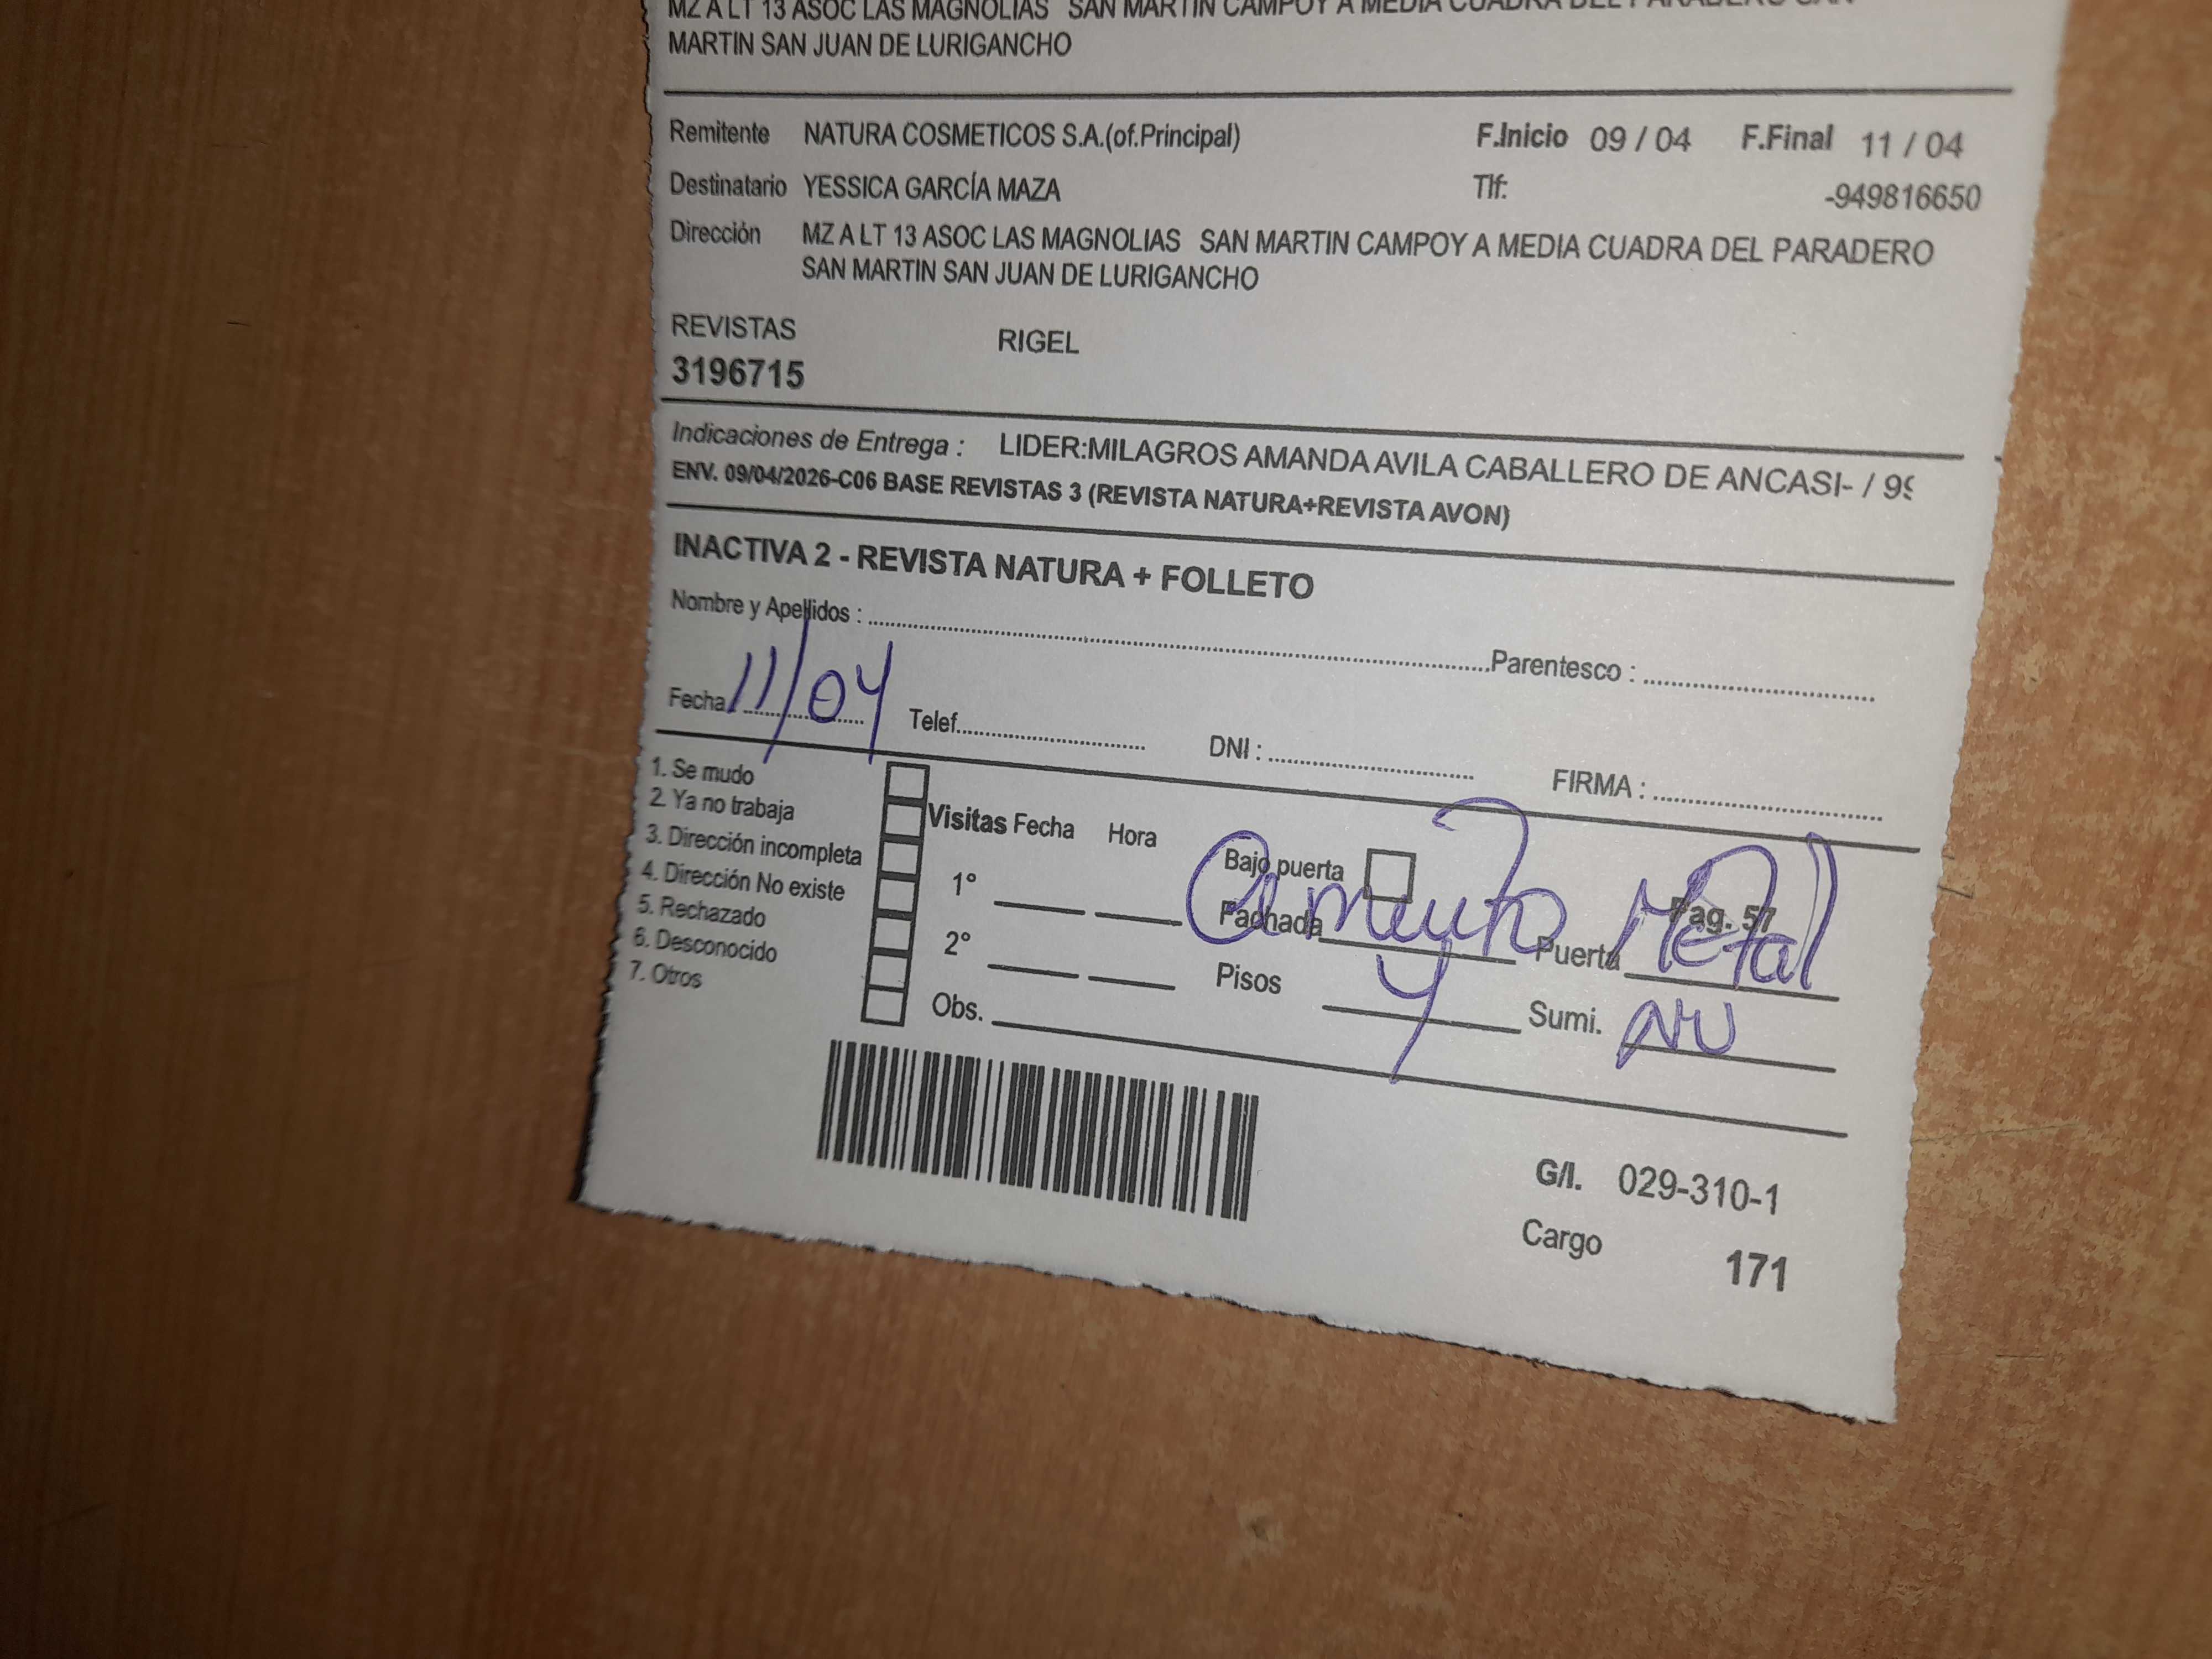 MZ A LT 13 ASOC LAS MAGNOLIAS SAN MARTIN CAMPOY A MEDIA CUADRA DEL PARADERO SAN
MARTIN SAN JUAN DE LURIGANCHO
Remitente NATURA COSMETICOS S.A.(of.Principal) F.Inicio 09 / 04 F.Final 11 / 04
Destinatario YESSICA GARCÍA MAZA Tlf: -949816650
Dirección MZ A LT 13 ASOC LAS MAGNOLIAS SAN MARTIN CAMPOY A MEDIA CUADRA DEL PARADERO
SAN MARTIN SAN JUAN DE LURIGANCHO
REVISTAS RIGEL
3196715
Indicaciones de Entrega : LIDER:MILAGROS AMANDA AVILA CABALLERO DE ANCASI- / 99
ENV. 09/04/2026-C06 BASE REVISTAS 3 (REVISTA NATURA+REVISTA AVON)
INACTIVA 2 - REVISTA NATURA + FOLLETO
Nombre y Apellidos : Parentesco :
Fecha 11/04 Telef. DNI : FIRMA :
1. Se mudo
2. Ya no trabaja
3. Dirección incompleta
4. Dirección No existe
5. Rechazado
6. Desconocido
7. Otros
Visitas Fecha Hora
1°
2°
Obs.
Bajo puerta Pag. 57
Fachada Puerta Metal
Pisos Sumi.
G/I. 029-310-1
Cargo 171